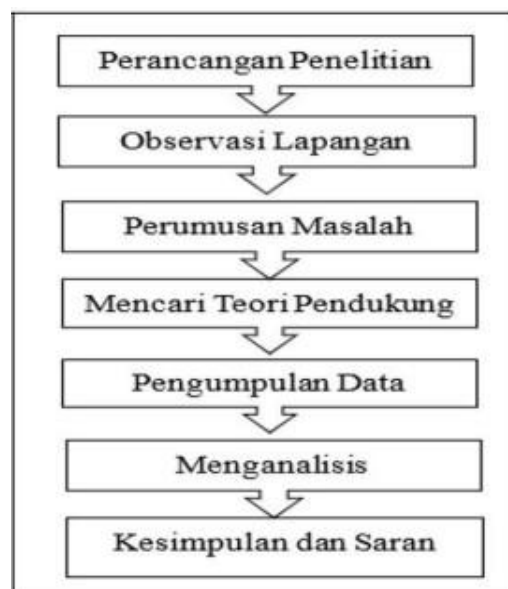 Perancangan Penelitian
Observasi Lapangan
Perumusan Masalah
Mencari Teori Pendukung
Pengumpulan Data
Menganalisis
Kesimpulan dan Saran